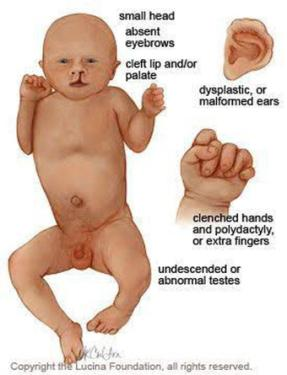 small head
absent
eyebrows
cleft lip and/or
palate
dysplastic, or
malformed ears
clenched hands
and polydactyly,
or extra fingers
undescended or
abnormal testes
Copyright the Lucina Foundation, all rights reserved.